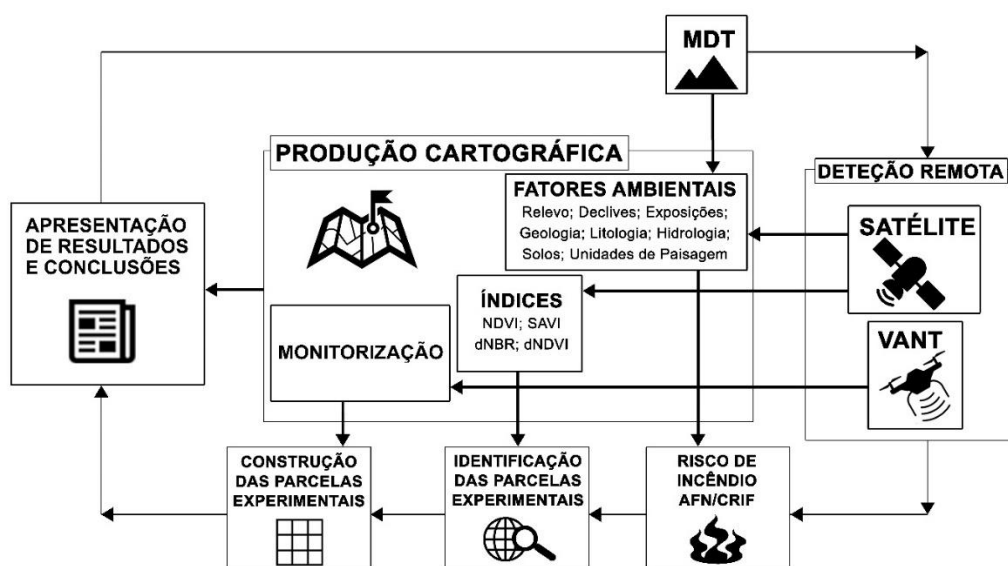 MDT
PRODUÇÃO CARTOGRÁFICA
FATORES AMBIENTAIS
Relevo; Declives; Exposições;
Geologia; Litologia; Hidrologia;
Solos; Unidades de Paisagem
DETEÇÃO REMOTA
SATÉLITE
VANT
APRESENTAÇÃO
DE RESULTADOS
E CONCLUSÕES
ÍNDICES
NDVI; SAVI
dNBR; dNDVI
MONITORIZAÇÃO
CONSTRUÇÃO
DAS PARCELAS
EXPERIMENTAIS
IDENTIFICAÇÃO
DAS PARCELAS
EXPERIMENTAIS
RISCO DE
INCÊNDIO
AFN/CRIF